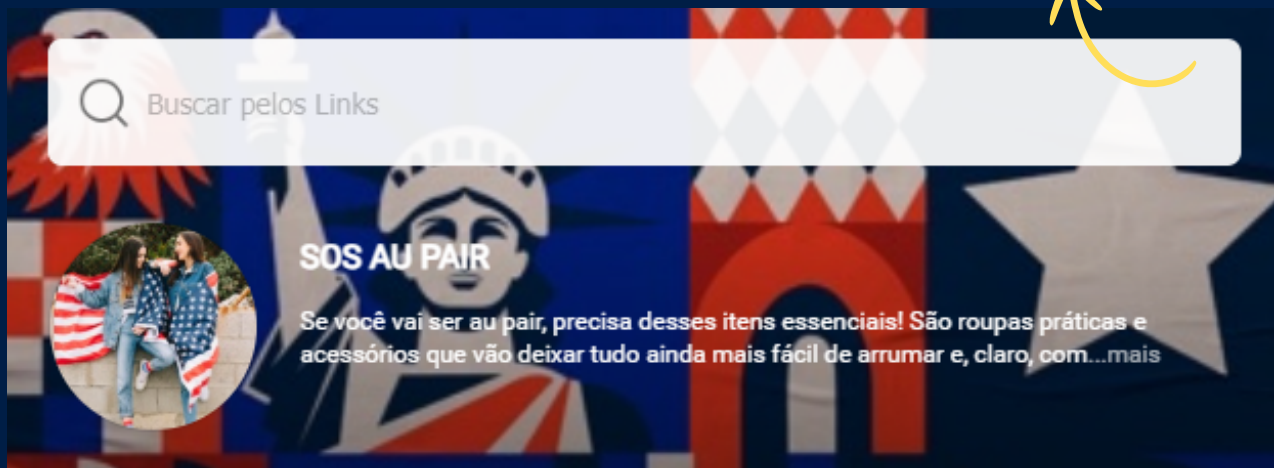 Buscar pelos Links
SOS AU PAIR
Se você vai ser au pair, precisa desses itens essenciais! São roupas práticas e
acessórios que vão deixar tudo ainda mais fácil de arrumar e, claro, com...mais